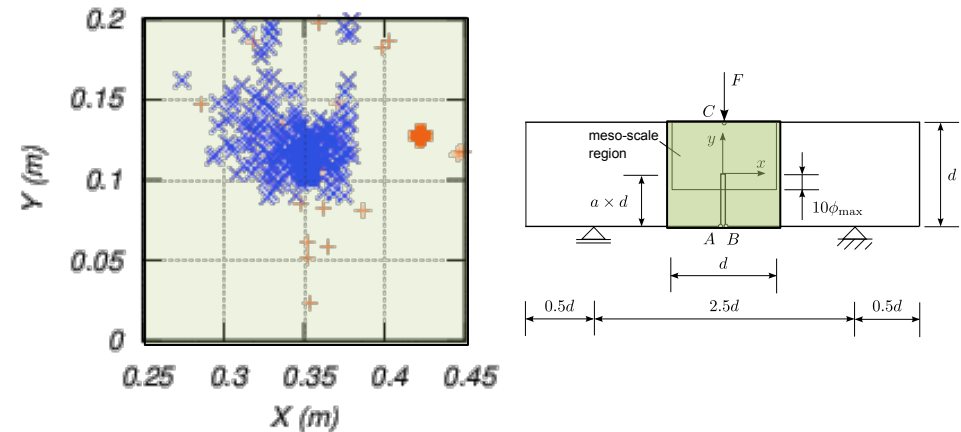 0.2
0.15
0.1
0.05
0
Y (m)
0.25 0.3 0.35 0.4 0.45
X (m)
F
C
meso-scale
region
y
x
a × d
10ϕmax
d
A B
d
0.5d 2.5d 0.5d